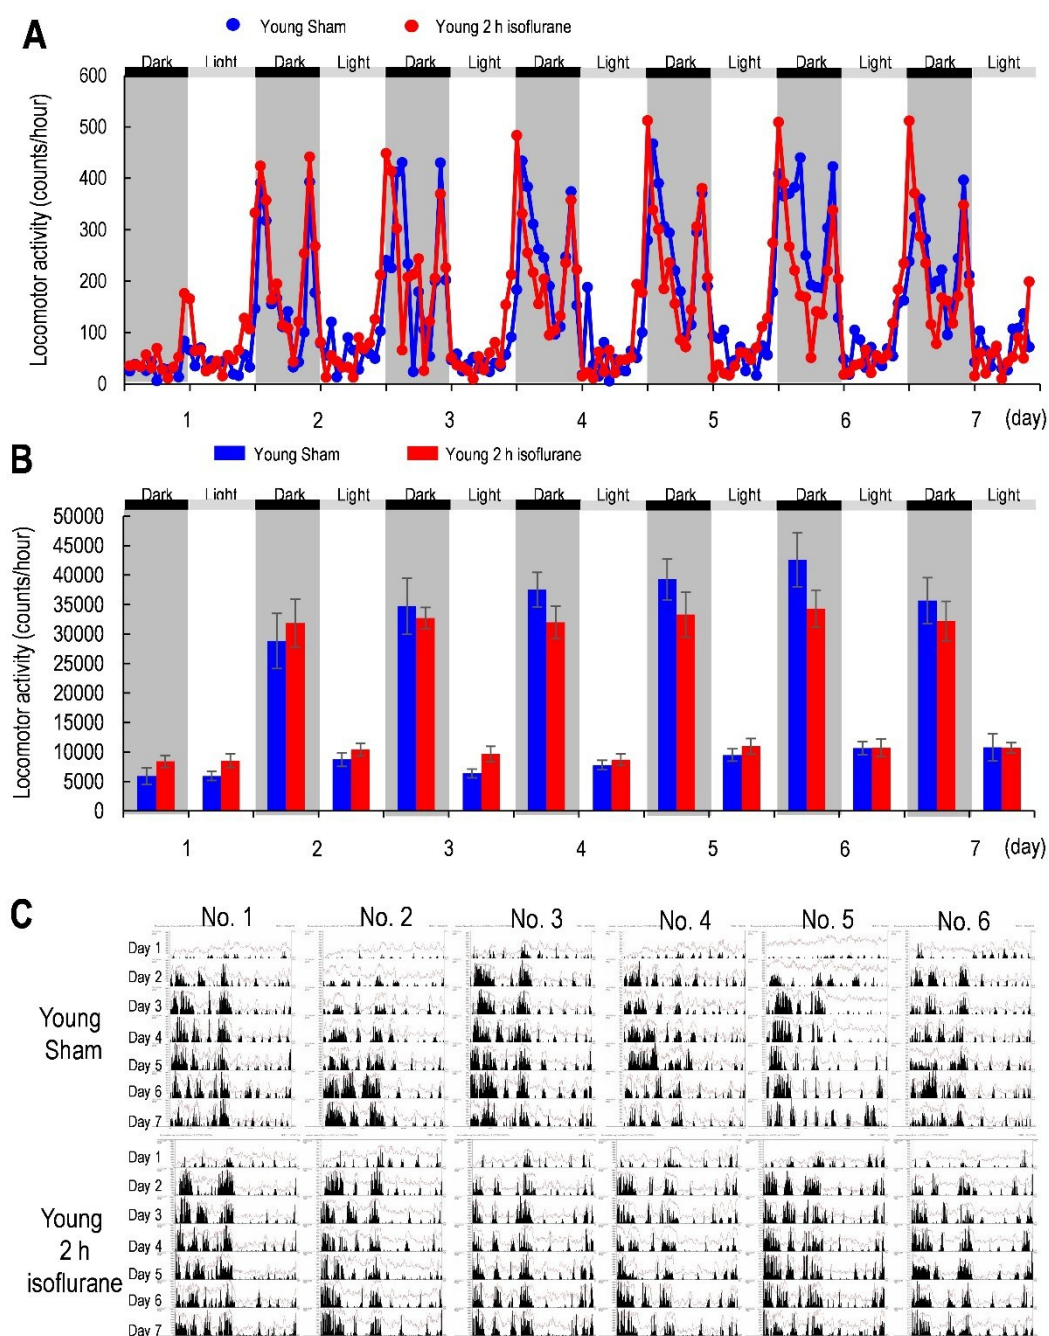 A
Young Sham
Young 2 h isoflurane
Dark Light Dark Light Dark Light Dark Light Dark Light Dark Light Dark Light
Locomotor activity (counts/hour)
600
500
400
300
200
100
0
1 2 3 4 5 6 7 (day)
B
Young Sham
Young 2 h isoflurane
Dark Light Dark Light Dark Light Dark Light Dark Light Dark Light Dark Light
Locomotor activity (counts/hour)
50000
45000
40000
35000
30000
25000
20000
15000
10000
5000
0
1 2 3 4 5 6 7 (day)
C
No. 1 No. 2 No. 3 No. 4 No. 5 No. 6
Young
Sham
Day 1
Day 2
Day 3
Day 4
Day 5
Day 6
Day 7
Young
2 h
isoflurane
Day 1
Day 2
Day 3
Day 4
Day 5
Day 6
Day 7